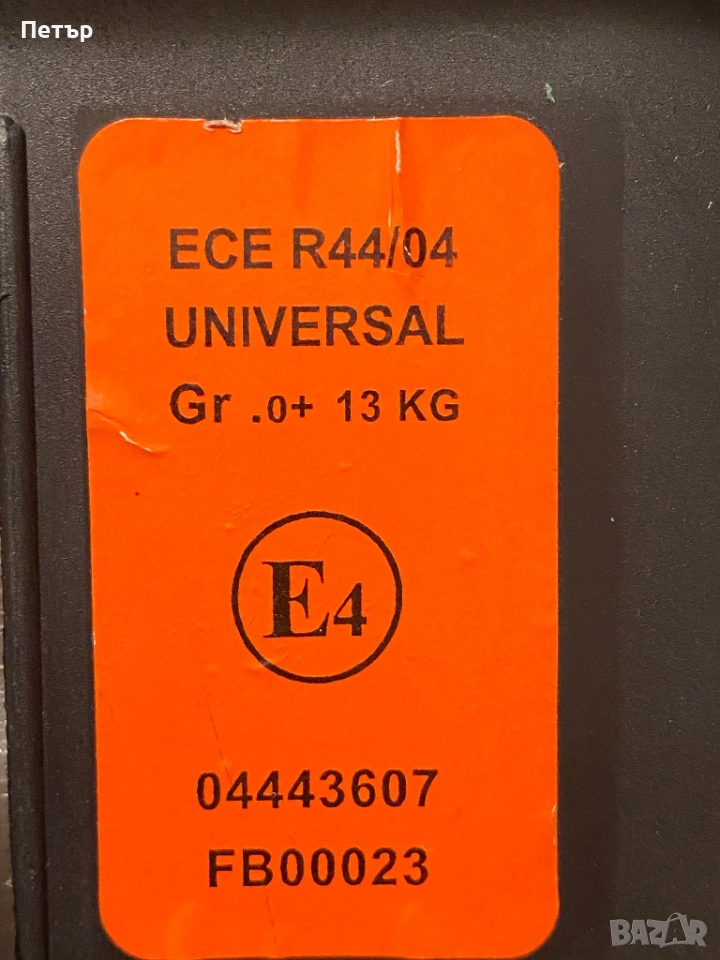 Петър
ECE R44/04
UNIVERSAL
Gr .0+ 13 KG
E4
04443607
FB00023
BAZAR